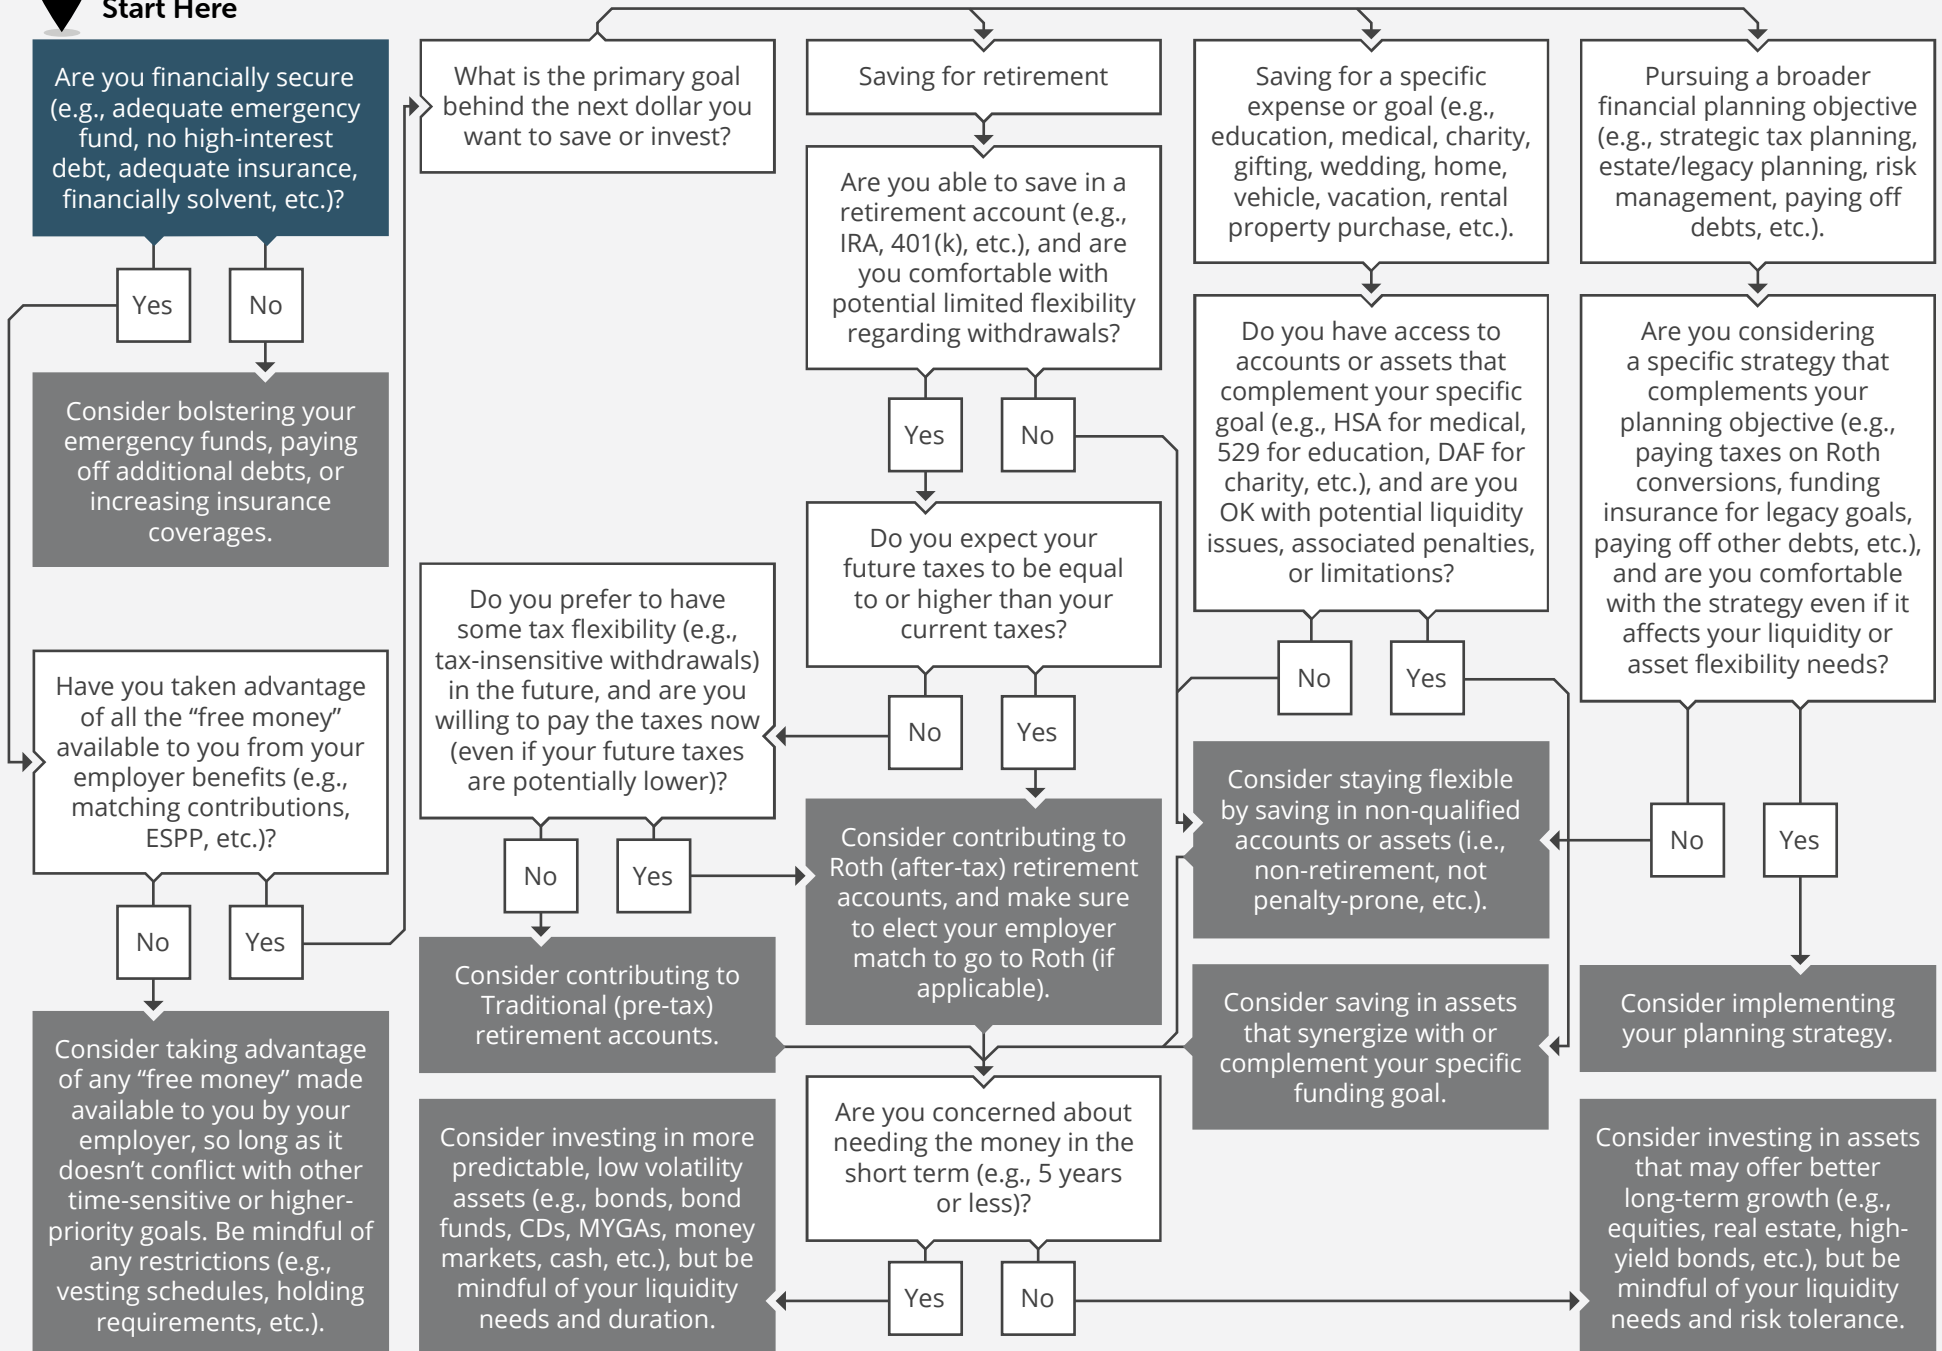 Start Here
Are you financially secure
(e.g., adequate emergency
fund, no high-interest
debt, adequate insurance,
financially solvent, etc.)?
Yes
No
Consider bolstering your
emergency funds, paying
off additional debts, or
increasing insurance
coverages.
Have you taken advantage
of all the “free money”
available to you from your
employer benefits (e.g.,
matching contributions,
ESPP, etc.)?
No
Yes
Consider taking advantage
of any “free money” made
available to you by your
employer, so long as it
doesn’t conflict with other
time-sensitive or higher-
priority goals. Be mindful of
any restrictions (e.g.,
vesting schedules, holding
requirements, etc.).
What is the primary goal
behind the next dollar you
want to save or invest?
Saving for retirement
Are you able to save in a
retirement account (e.g.,
IRA, 401(k), etc.), and are
you comfortable with
potential limited flexibility
regarding withdrawals?
Yes
No
Do you expect your
future taxes to be equal
to or higher than your
current taxes?
No
Yes
Do you prefer to have
some tax flexibility (e.g.,
tax-insensitive withdrawals)
in the future, and are you
willing to pay the taxes now
(even if your future taxes
are potentially lower)?
No
Yes
Consider contributing to
Traditional (pre-tax)
retirement accounts.
Consider contributing to
Roth (after-tax) retirement
accounts, and make sure
to elect your employer
match to go to Roth (if
applicable).
Saving for a specific
expense or goal (e.g.,
education, medical, charity,
gifting, wedding, home,
vehicle, vacation, rental
property purchase, etc.).
Do you have access to
accounts or assets that
complement your specific
goal (e.g., HSA for medical,
529 for education, DAF for
charity, etc.), and are you
OK with potential liquidity
issues, associated penalties,
or limitations?
No
Yes
Consider staying flexible
by saving in non-qualified
accounts or assets (i.e.,
non-retirement, not
penalty-prone, etc.).
Consider saving in assets
that synergize with or
complement your specific
funding goal.
Pursuing a broader
financial planning objective
(e.g., strategic tax planning,
estate/legacy planning, risk
management, paying off
debts, etc.).
Are you considering
a specific strategy that
complements your
planning objective (e.g.,
paying taxes on Roth
conversions, funding
insurance for legacy goals,
paying off other debts, etc.),
and are you comfortable
with the strategy even if it
affects your liquidity or
asset flexibility needs?
No
Yes
Consider implementing
your planning strategy.
Are you concerned about
needing the money in the
short term (e.g., 5 years
or less)?
Yes
No
Consider investing in more
predictable, low volatility
assets (e.g., bonds, bond
funds, CDs, MYGAs, money
markets, cash, etc.), but be
mindful of your liquidity
needs and duration.
Consider investing in assets
that may offer better
long-term growth (e.g.,
equities, real estate, high-
yield bonds, etc.), but be
mindful of your liquidity
needs and risk tolerance.